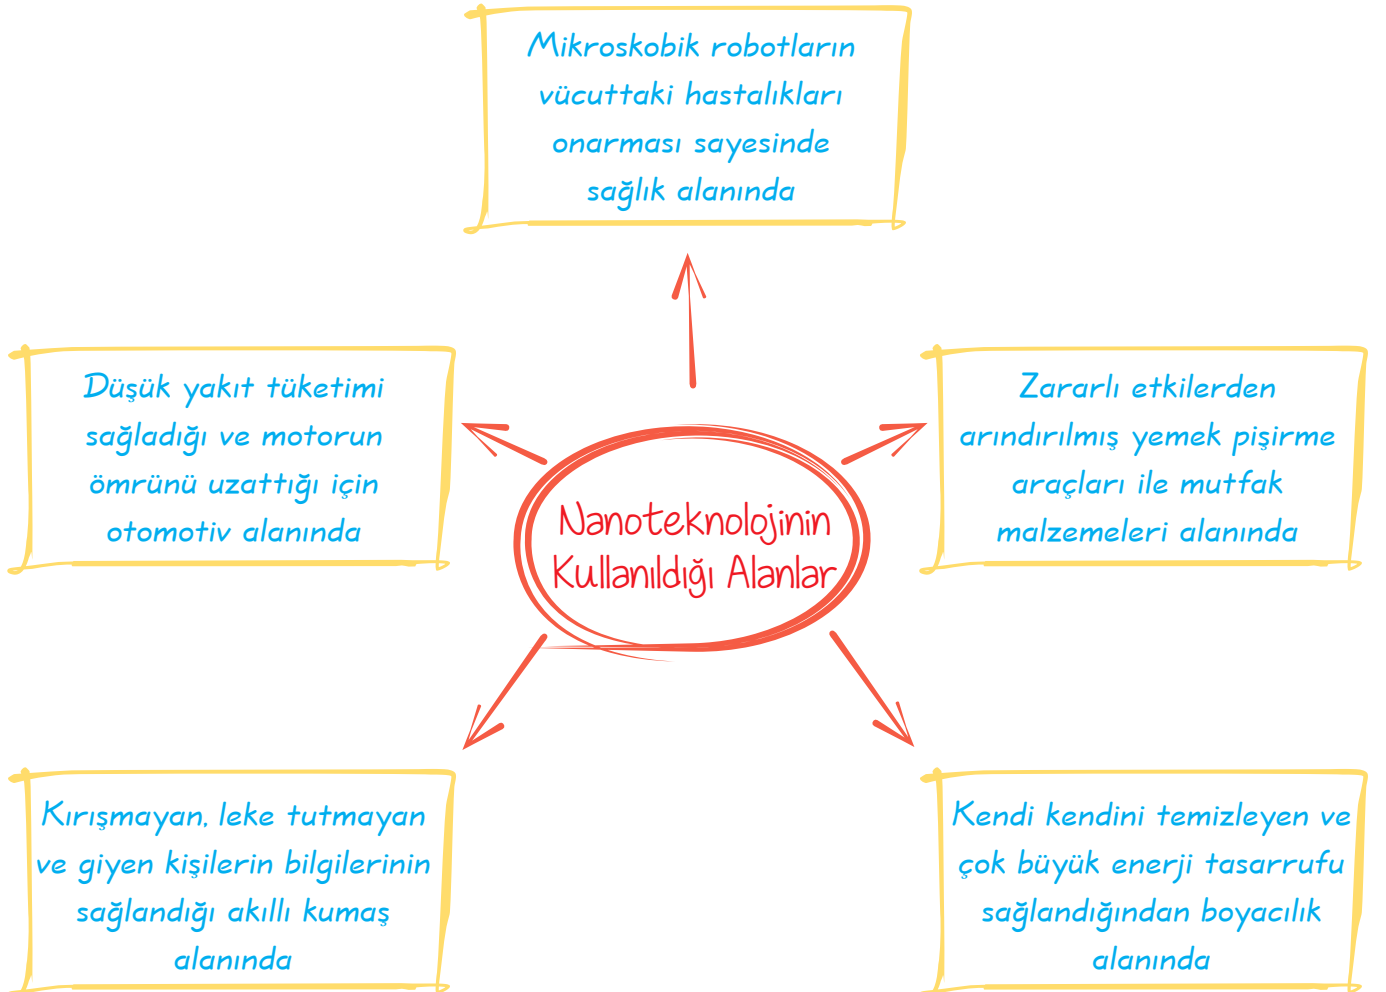 Mikroskobik robotların
vücuttaki hastalıkları
onarması sayesinde
sağlık alanında
Düşük yakıt tüketimi
sağladığı ve motorun
ömrünü uzattığı için
otomotiv alanında
Zararlı etkilerden
arındırılmış yemek pişirme
araçları ile mutfak
malzemeleri alanında
Nanoteknolojinin
Kullanıldığı Alanlar
Kırışmayan, leke tutmayan
ve giyen kişilerin bilgilerinin
sağlandığı akıllı kumaş
alanında
Kendi kendini temizleyen ve
çok büyük enerji tasarrufu
sağlandığından boyacılık
alanında